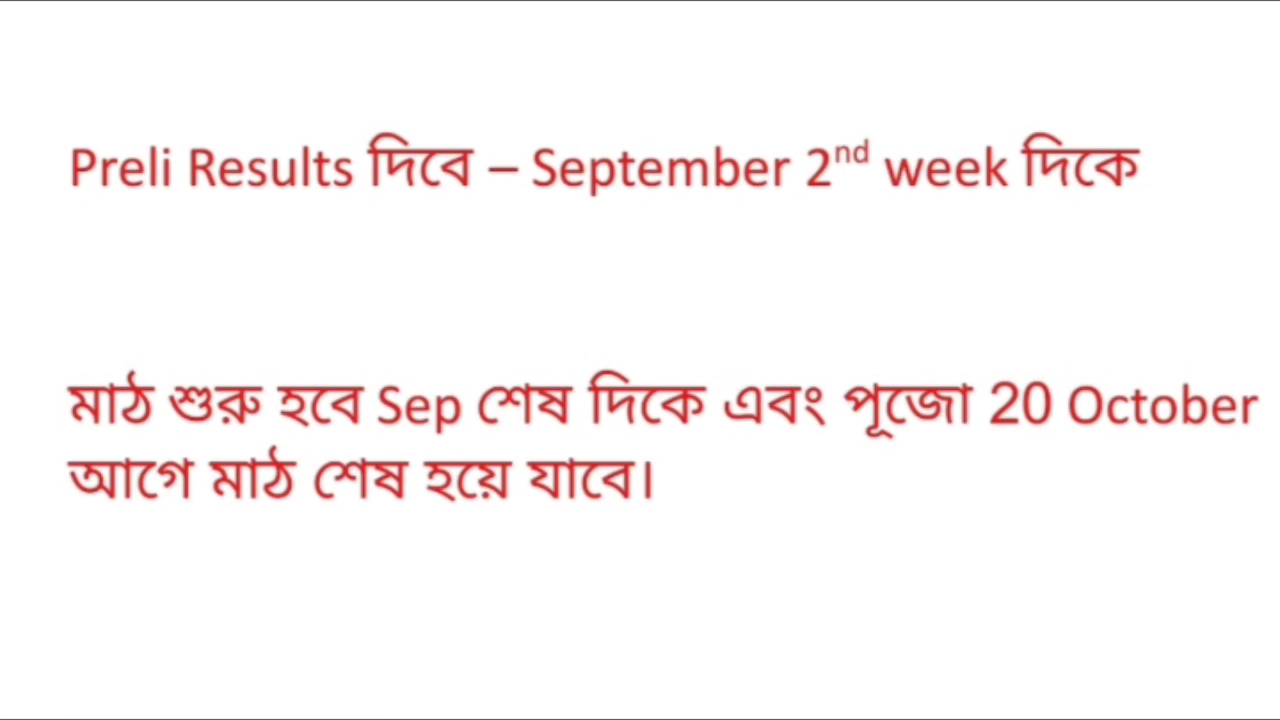 Preli Results দিবে – September 2nd week দিকে
মাঠ শুরু হবে Sep শেষ দিকে এবং পূজো 20 October
আগে মাঠ শেষ হয়ে যাবে।